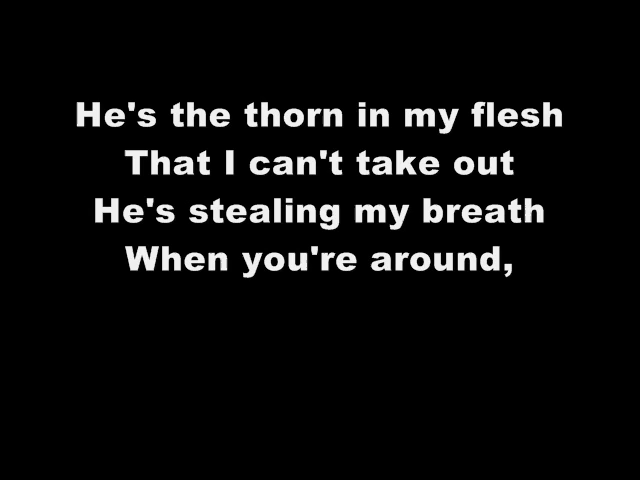 He's the thorn in my flesh
That I can't take out
He's stealing my breath
When you're around,